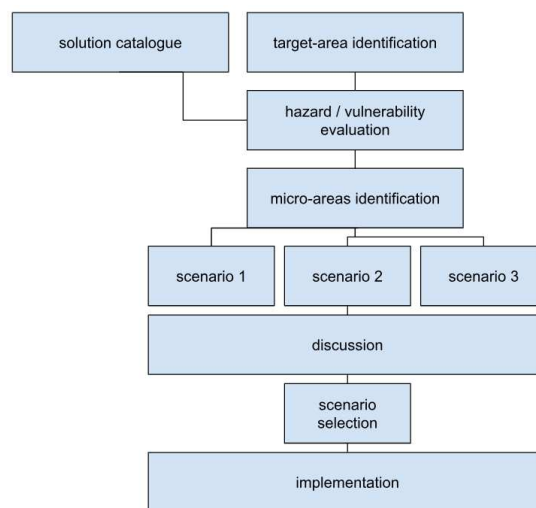 solution catalogue
target-area identification
hazard / vulnerability
evaluation
micro-areas identification
scenario 1
scenario 2
scenario 3
discussion
scenario
selection
implementation